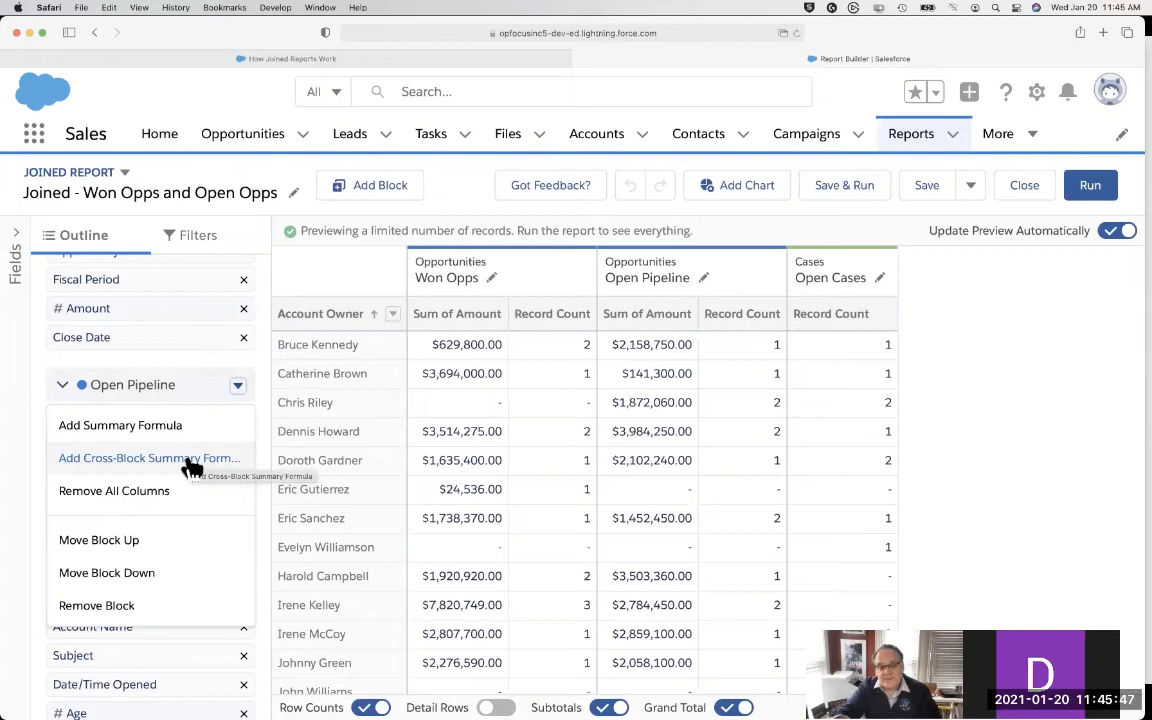 Safari File Edit View History Bookmarks Develop Window Help Wed Jan 20 11:45 AM
opfocusinc5-dev-ed.lightning.force.com
How Joined Reports Work Report Builder | Salesforce
All Search...
Sales Home Opportunities Leads Tasks Files Accounts Contacts Campaigns Reports More
JOINED REPORT
Joined - Won Opps and Open Opps Add Block Got Feedback? Add Chart Save & Run Save Close Run
Fields
Outline Filters
Previewing a limited number of records. Run the report to see everything. Update Preview Automatically
Fiscal Period
# Amount
Close Date
Open Pipeline
Add Summary Formula
Add Cross-Block Summary Form...
Cross-Block Summary Formula
Remove All Columns
Move Block Up
Move Block Down
Remove Block
Account Name
Subject
Date/Time Opened
# Age
Opportunities Opportunities Cases
Won Opps Open Pipeline Open Cases
Account Owner Sum of Amount Record Count Sum of Amount Record Count Record Count
Bruce Kennedy $629,800.00 2 $2,158,750.00 1 1
Catherine Brown $3,694,000.00 1 $141,300.00 1 1
Chris Riley - - $1,872,060.00 2 2
Dennis Howard $3,514,275.00 2 $3,984,250.00 1 1
Doroth Gardner $1,635,400.00 1 $2,102,240.00 1 2
Eric Gutierrez $24,536.00 1 - - -
Eric Sanchez $1,738,370.00 1 $1,452,450.00 2 1
Evelyn Williamson - - - - 1
Harold Campbell $1,920,920.00 2 $3,503,360.00 1 -
Irene Kelley $7,820,749.00 3 $2,784,450.00 2 -
Irene McCoy $2,807,700.00 1 $2,859,100.00 1
Johnny Green $2,276,590.00 1 $2,058,100.00 1
John Williams
Row Counts Detail Rows Subtotals Grand Total
D
2021-01-20 11:45:47